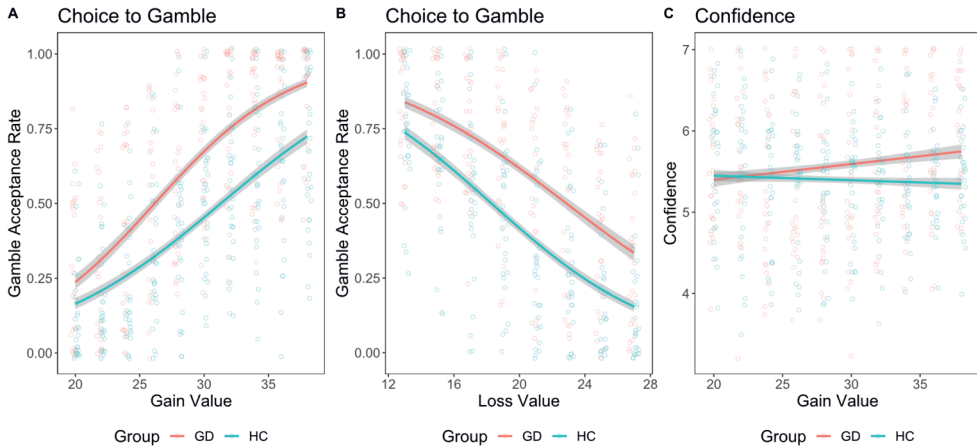 A Choice to Gamble
Gamble Acceptance Rate
1.00
0.75
0.50
0.25
0.00
20 25 30 35
Gain Value
Group GD HC
B Choice to Gamble
Gamble Acceptance Rate
1.00
0.75
0.50
0.25
0.00
12 16 20 24 28
Loss Value
Group GD HC
C Confidence
Confidence
7
6
5
4
20 25 30 35
Gain Value
Group GD HC